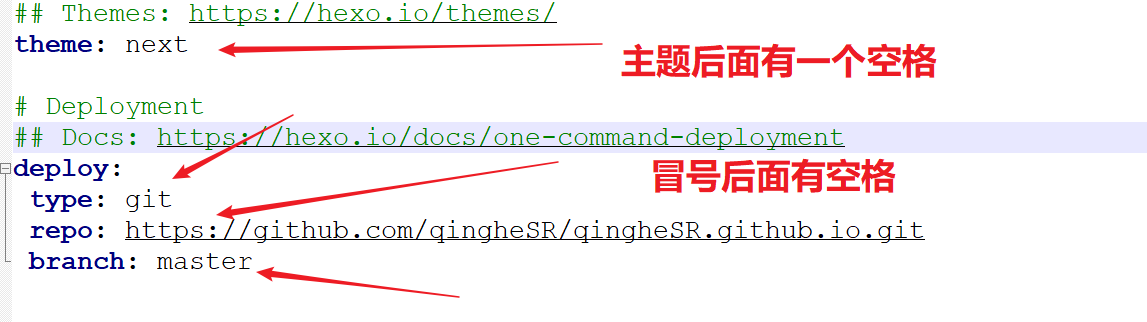 ## Themes: https://hexo.io/themes/
theme: next
主题后面有一个空格
# Deployment
## Docs: https://hexo.io/docs/one-command-deployment
deploy:
冒号后面有空格
type: git
repo: https://github.com/qingheSR/qingheSR.github.io.git
branch: master